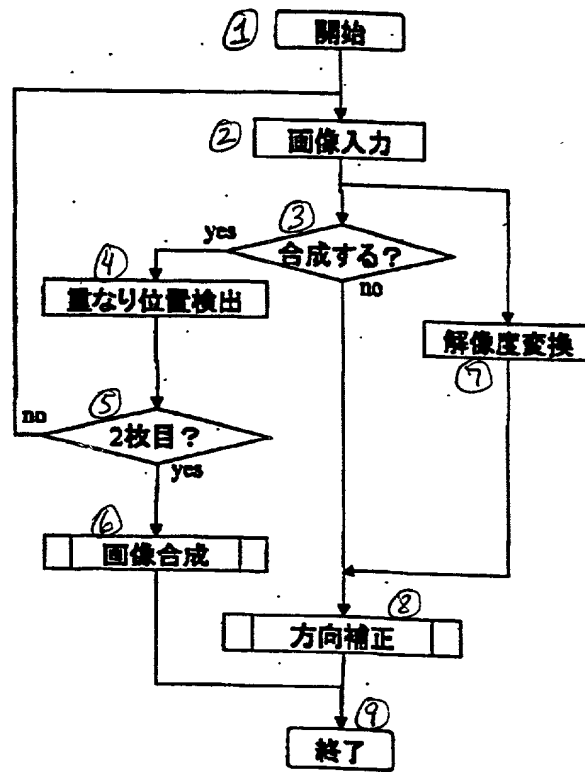 ① 開始
② 画像入力
③ 合成する?
yes
no
④ 重なり位置検出
解像度変換 ⑦
⑤ 2枚目?
no
yes
⑥ 画像合成
⑧ 方向補正
⑨ 終了